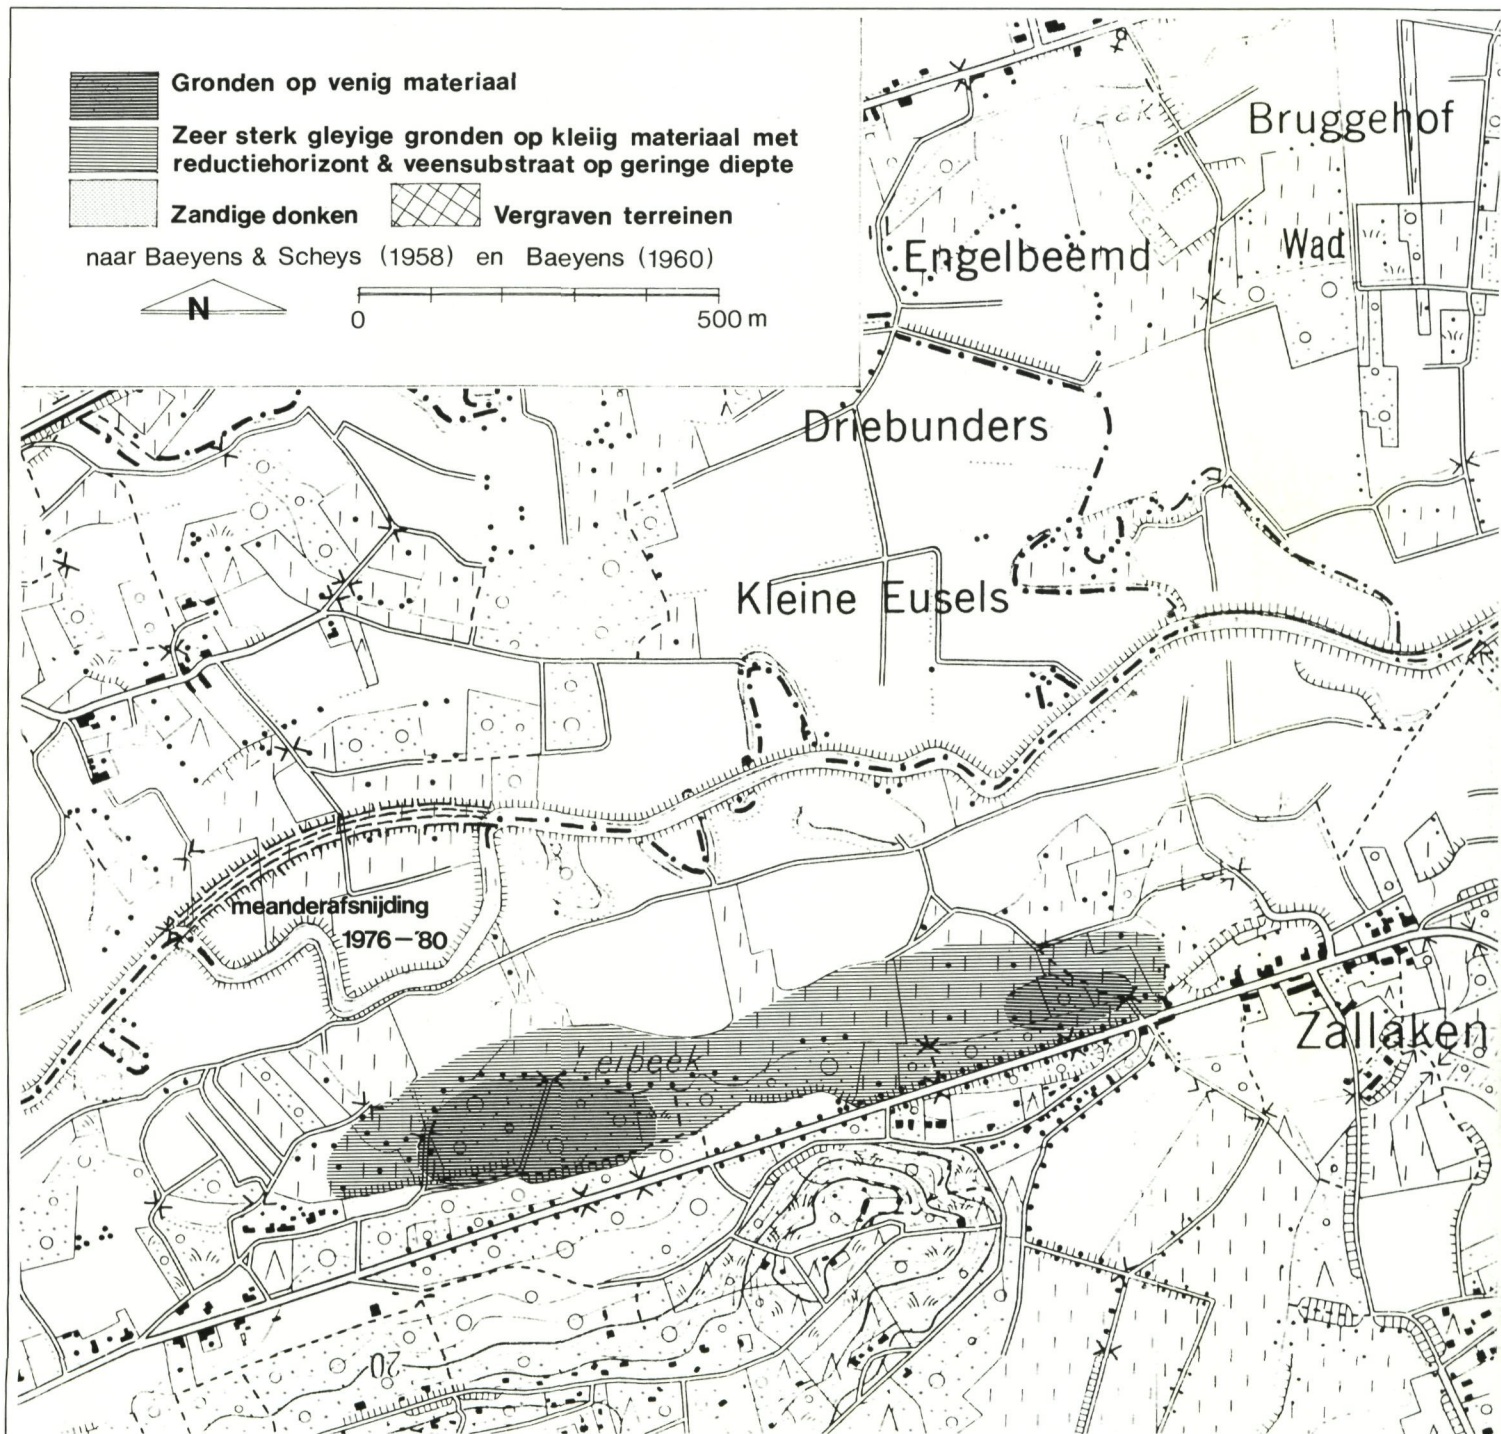 Gronden op venig materiaal
Zeer sterk gleyige gronden op kleiig materiaal met
reductiehorizont & veensubstraat op geringe diepte
Zandige donken
Vergraven terreinen
naar Baeyens & Scheys (1958) en Baeyens (1960)
N
0
500 m
Bruggehof
Engelbeemd
Wad
Driebunders
Kleine Eusels
meanderafsnijding
1976–'80
Leibeek
Zallaken
20